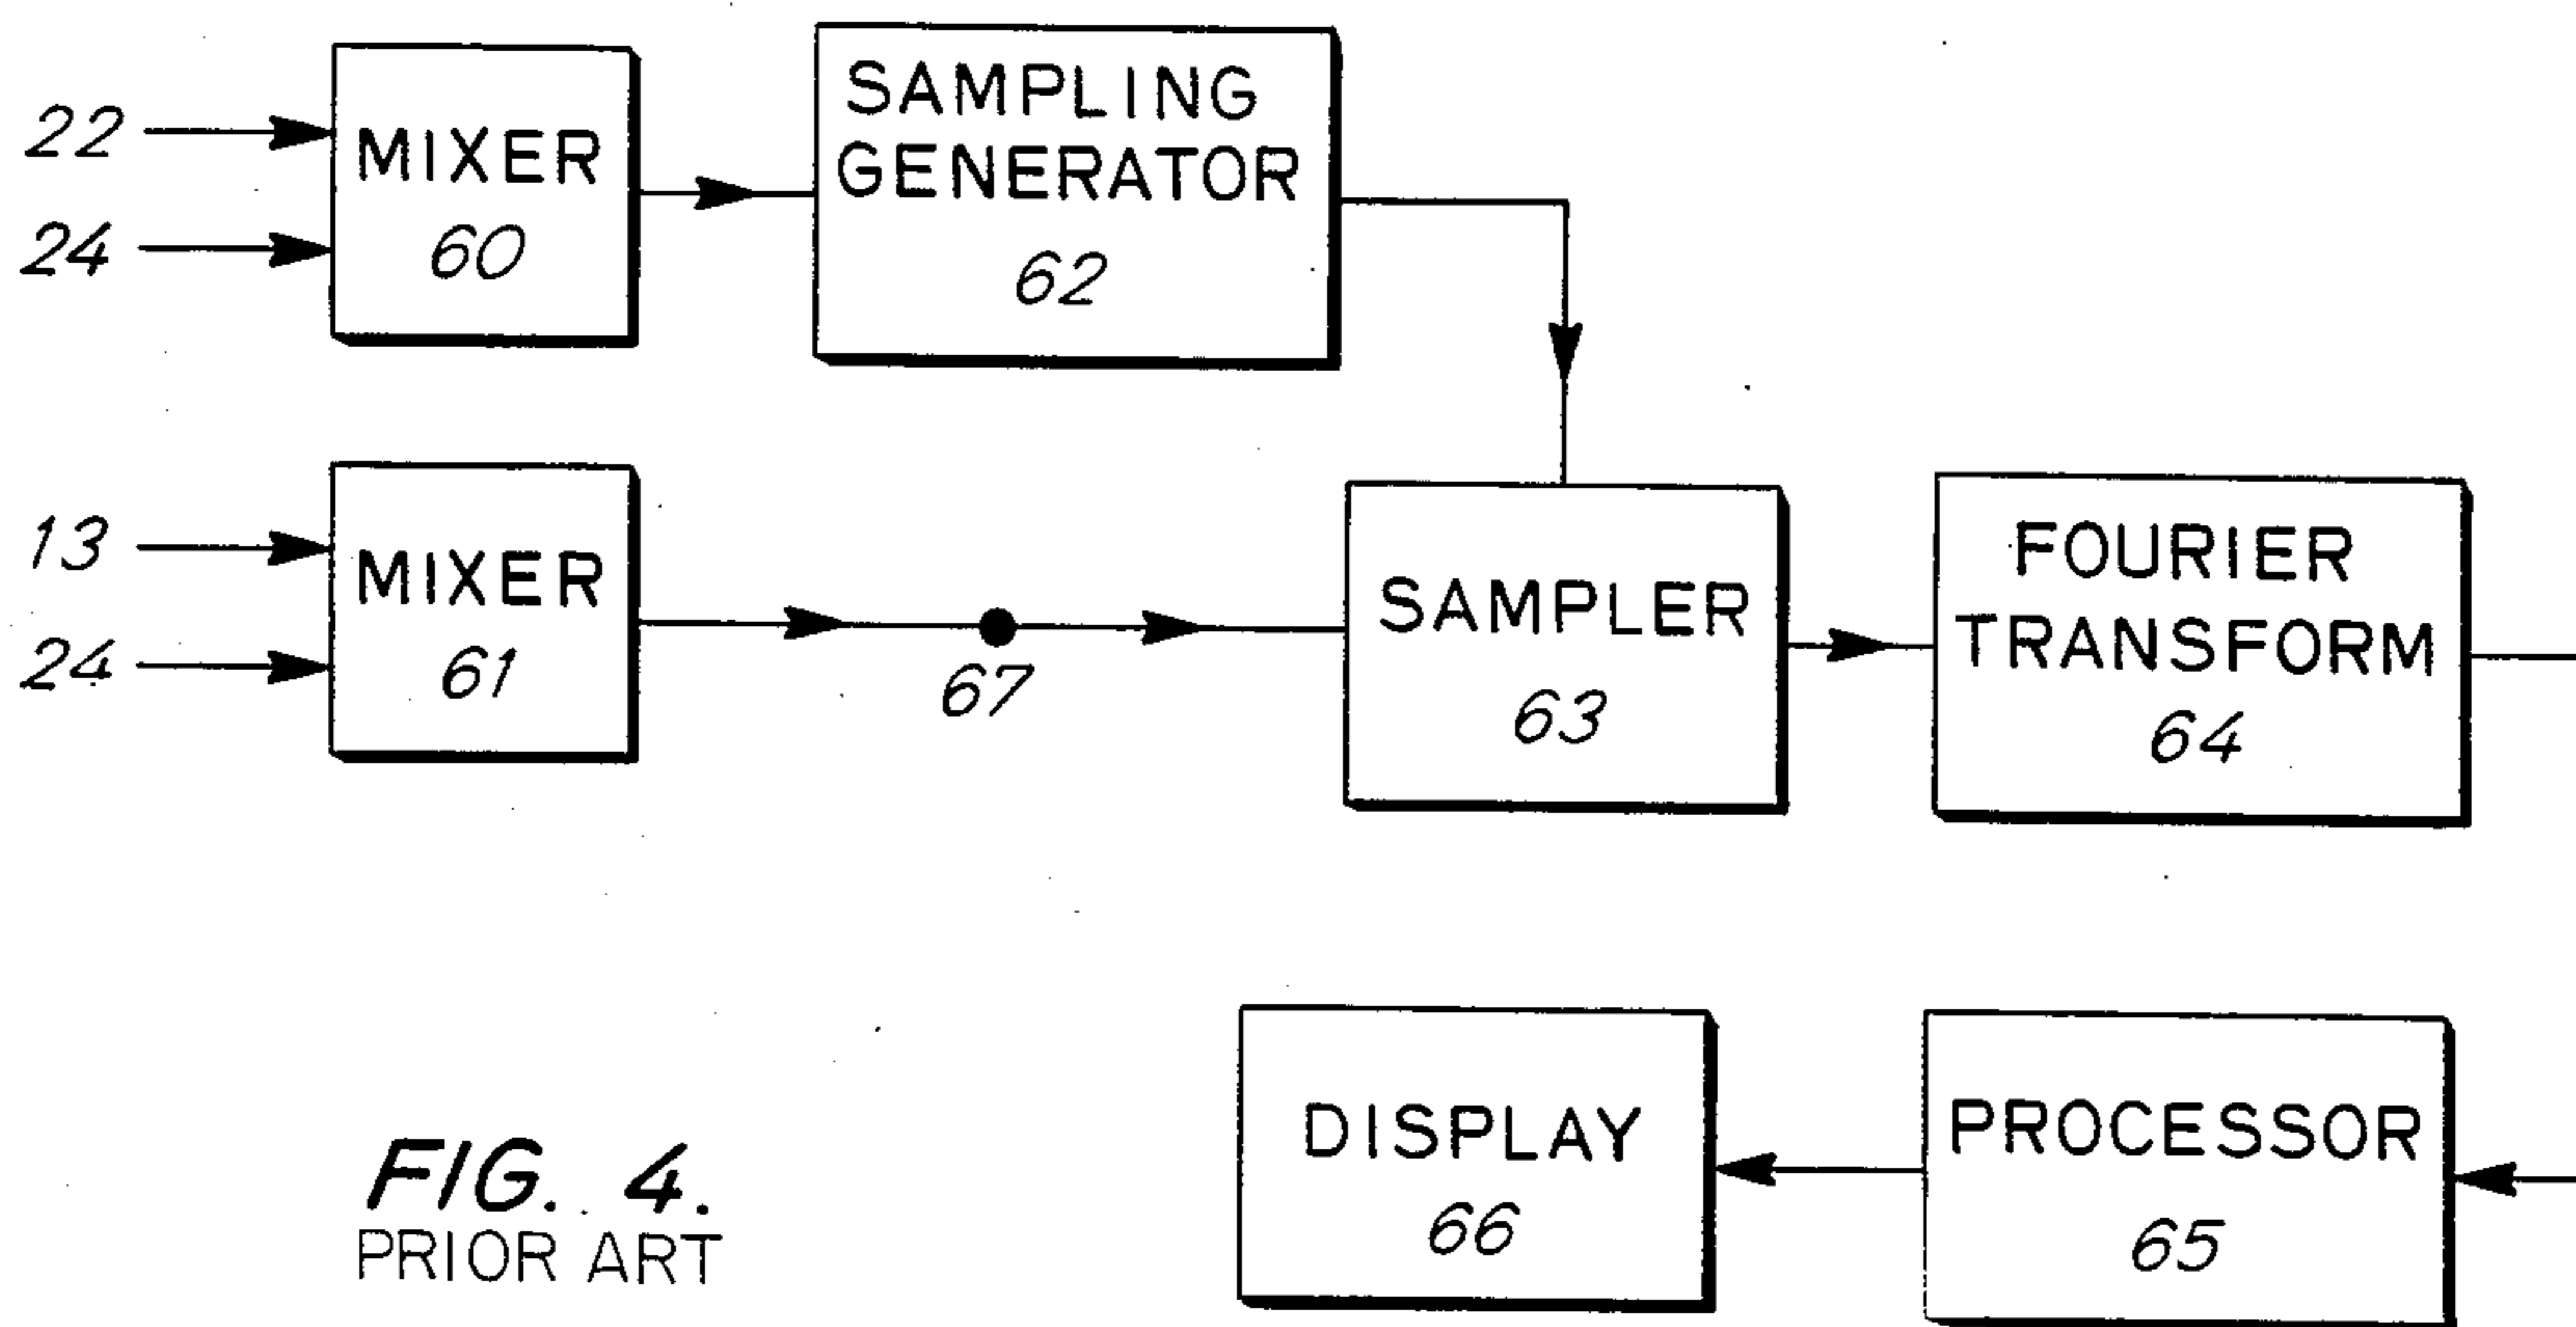 22
24
MIXER
60
SAMPLING
GENERATOR
62
13
24
MIXER
61
67
SAMPLER
63
FOURIER
TRANSFORM
64
DISPLAY
66
PROCESSOR
65
FIG. 4.
PRIOR ART